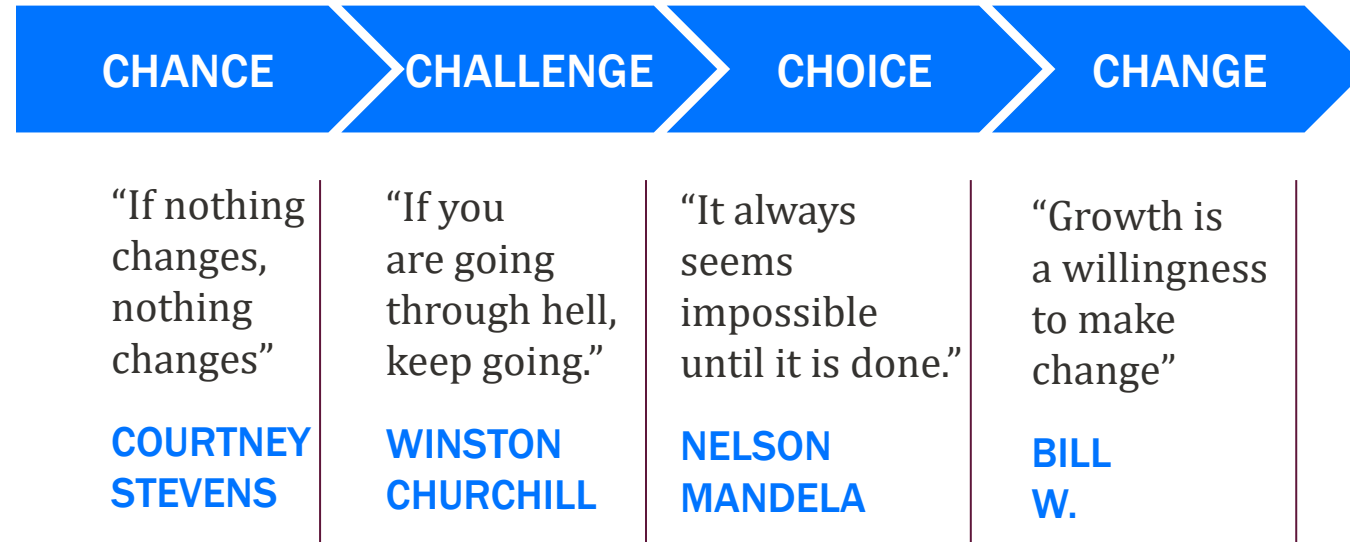 CHANCE
CHALLENGE
CHOICE
CHANGE
“If nothing
changes,
nothing
changes”
COURTNEY
STEVENS
“If you
are going
through hell,
keep going.”
WINSTON
CHURCHILL
“It always
seems
impossible
until it is done.”
NELSON
MANDELA
“Growth is
a willingness
to make
change”
BILL
W.